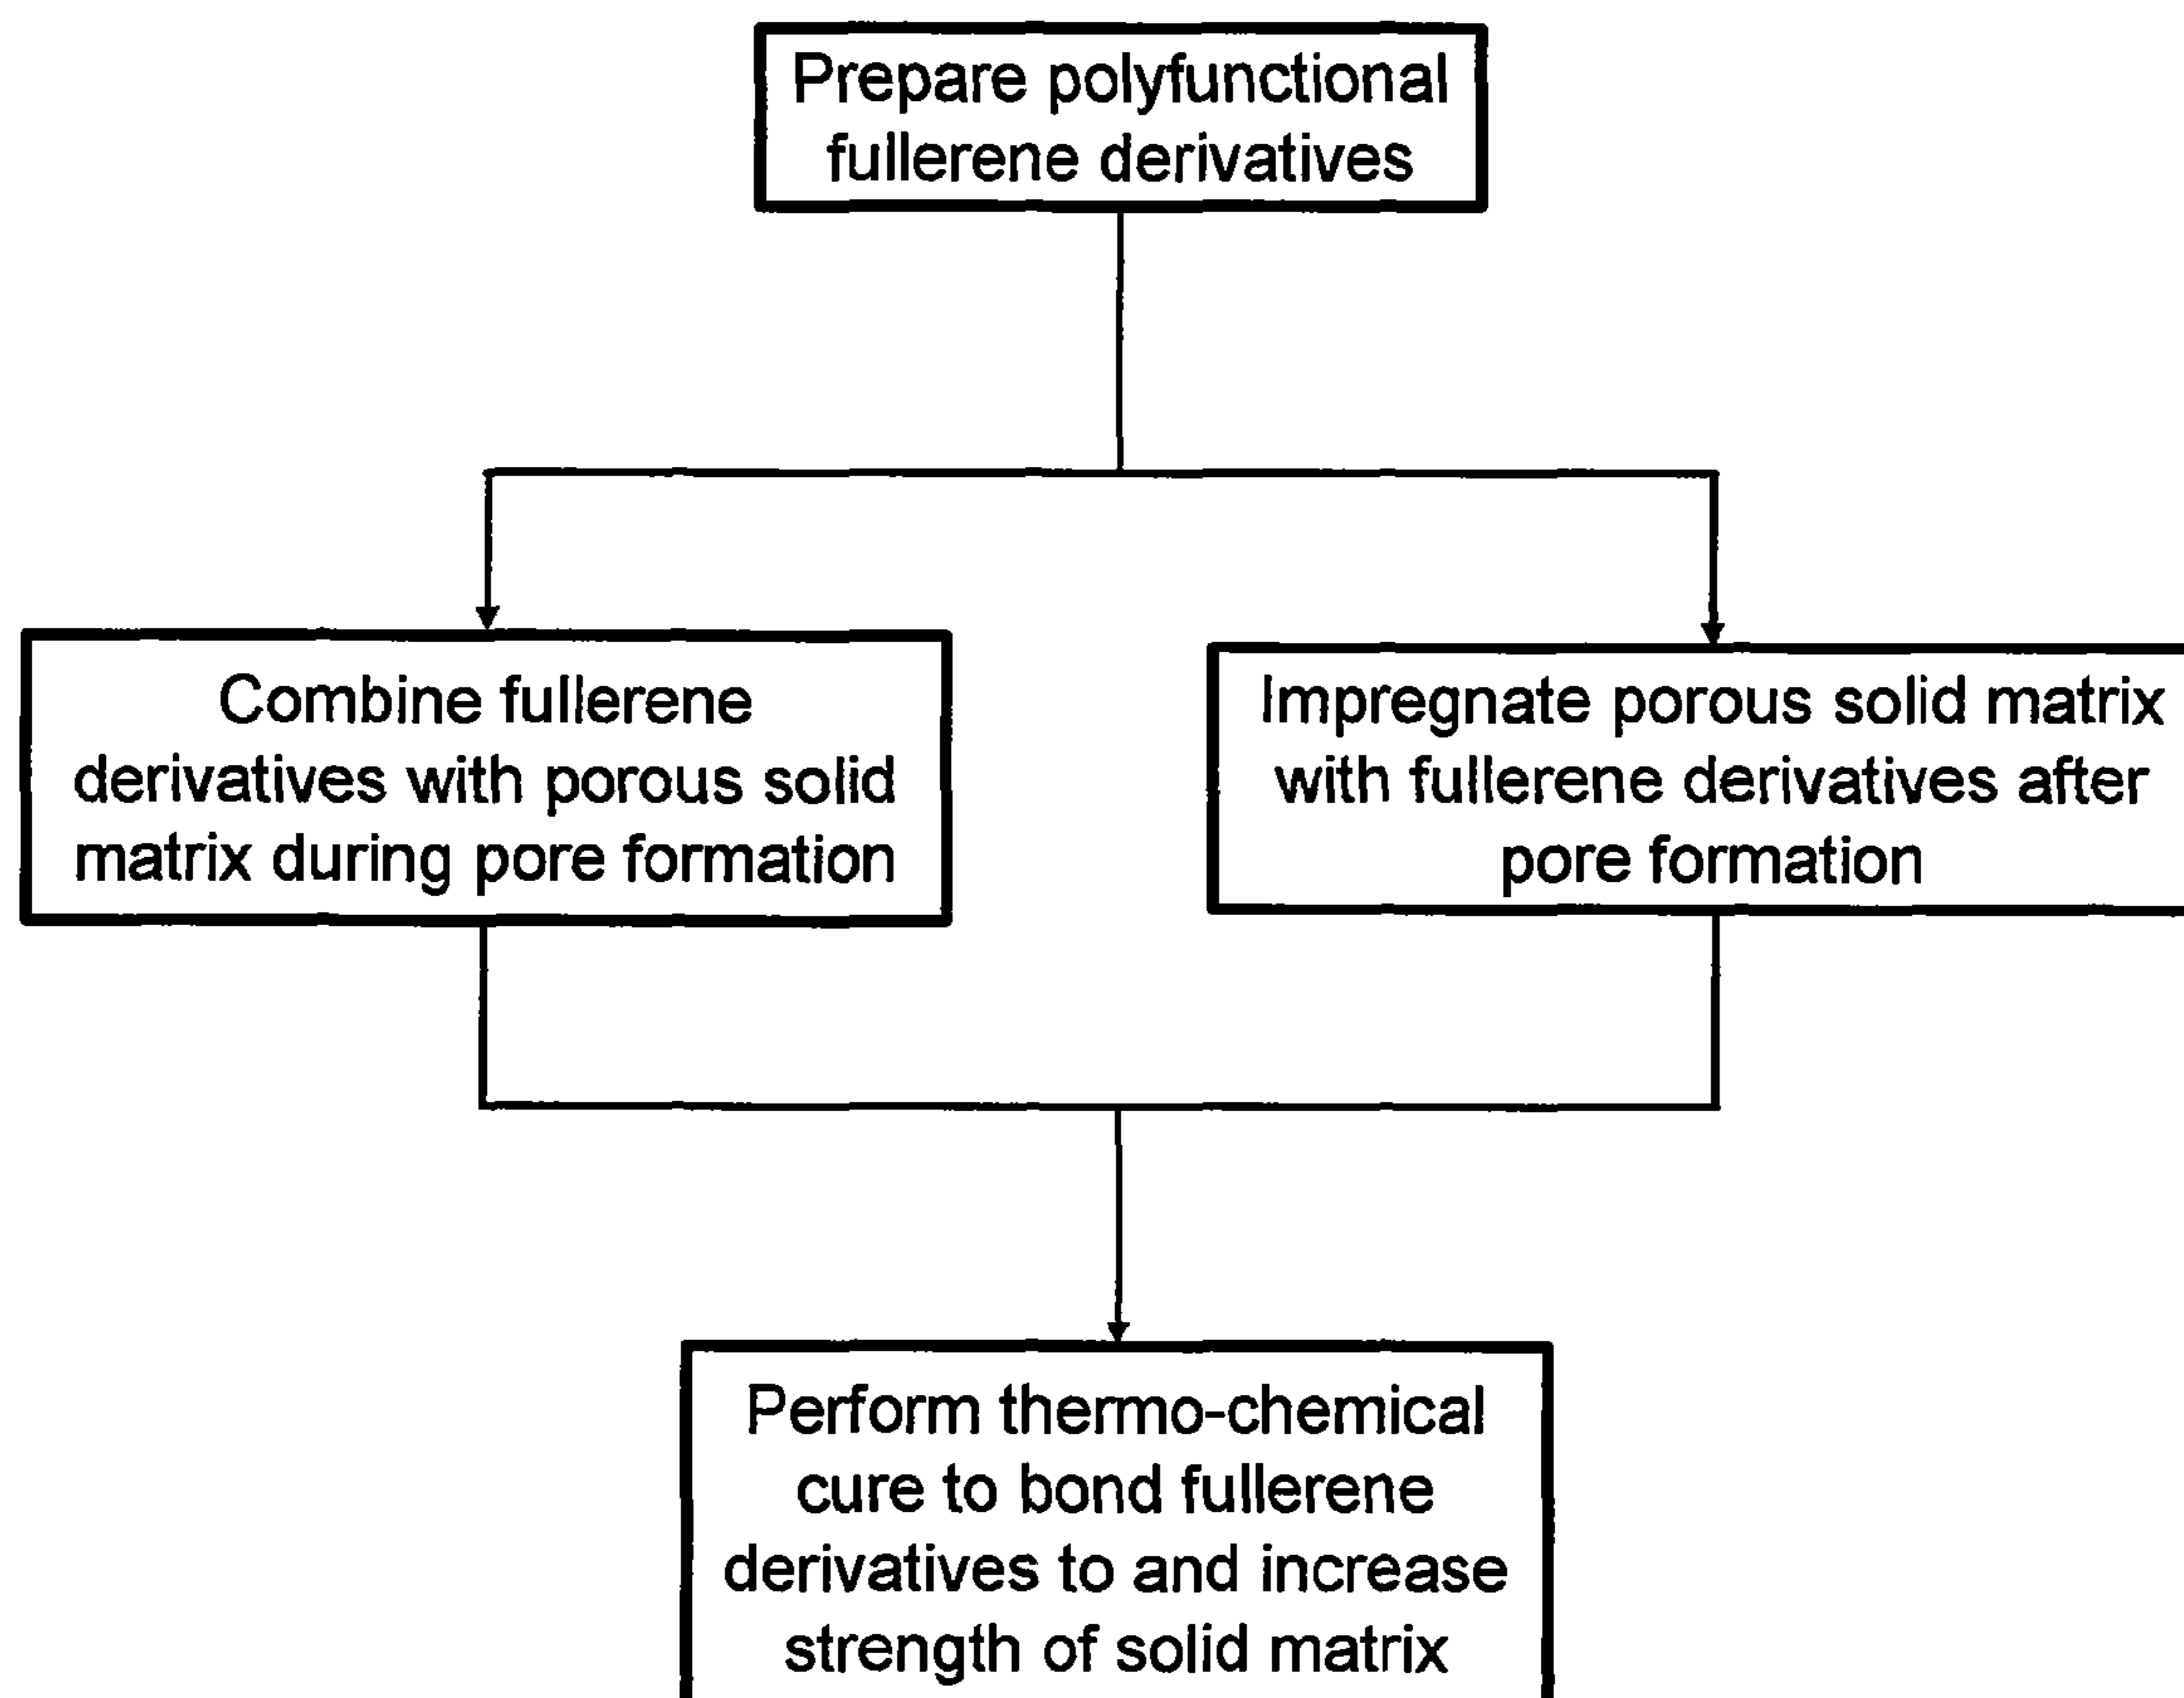 Prepare polyfunctional
fullerene derivatives
Combine fullerene
derivatives with porous solid
matrix during pore formation
Impregnate porous solid matrix
with fullerene derivatives after
pore formation
Perform thermo-chemical
cure to bond fullerene
derivatives to and increase
strength of solid matrix